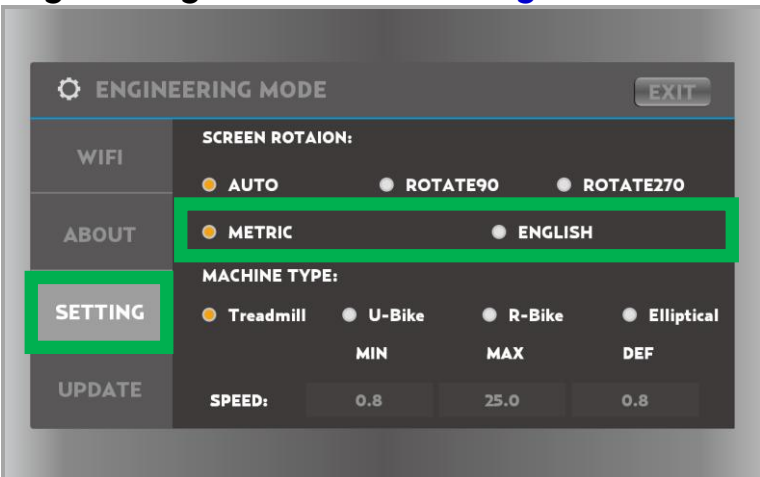 ENGINEERING MODE
EXIT
WIFI
ABOUT
SETTING
UPDATE
SCREEN ROTAION:
AUTO ROTATE90 ROTATE270
METRIC ENGLISH
MACHINE TYPE:
Treadmill U-Bike R-Bike Elliptical
MIN MAX DEF
SPEED: 0.8 25.0 0.8